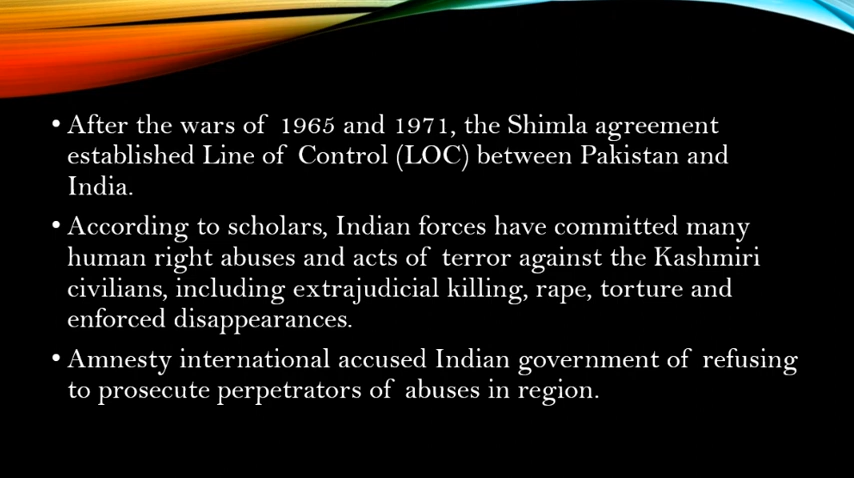 • After the wars of 1965 and 1971, the Shimla agreement
established Line of Control (LOC) between Pakistan and
India.
• According to scholars, Indian forces have committed many
human right abuses and acts of terror against the Kashmiri
civilians, including extrajudicial killing, rape, torture and
enforced disappearances.
• Amnesty international accused Indian government of refusing
to prosecute perpetrators of abuses in region.